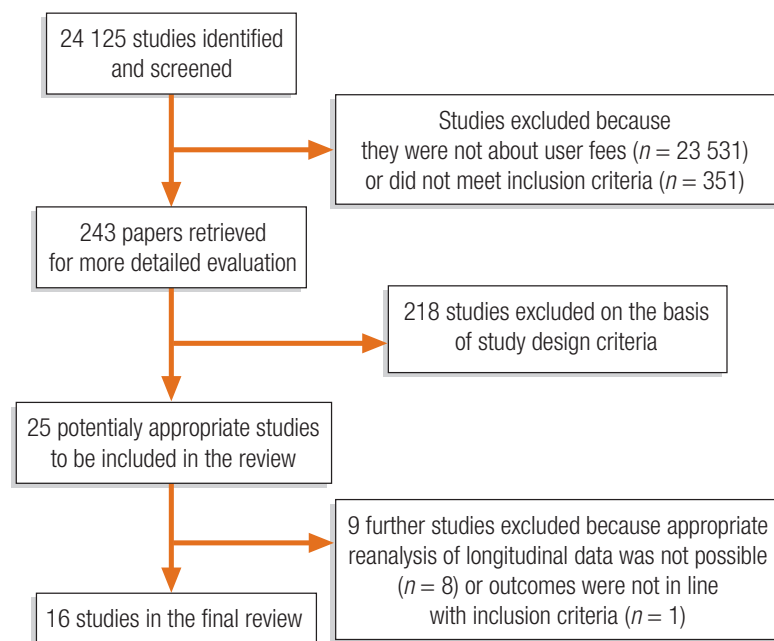 24 125 studies identified
and screened
Studies excluded because
they were not about user fees (n = 23 531)
or did not meet inclusion criteria (n = 351)
243 papers retrieved
for more detailed evaluation
218 studies excluded on the basis
of study design criteria
25 potentialy appropriate studies
to be included in the review
9 further studies excluded because appropriate
reanalysis of longitudinal data was not possible
(n = 8) or outcomes were not in line
with inclusion criteria (n = 1)
16 studies in the final review